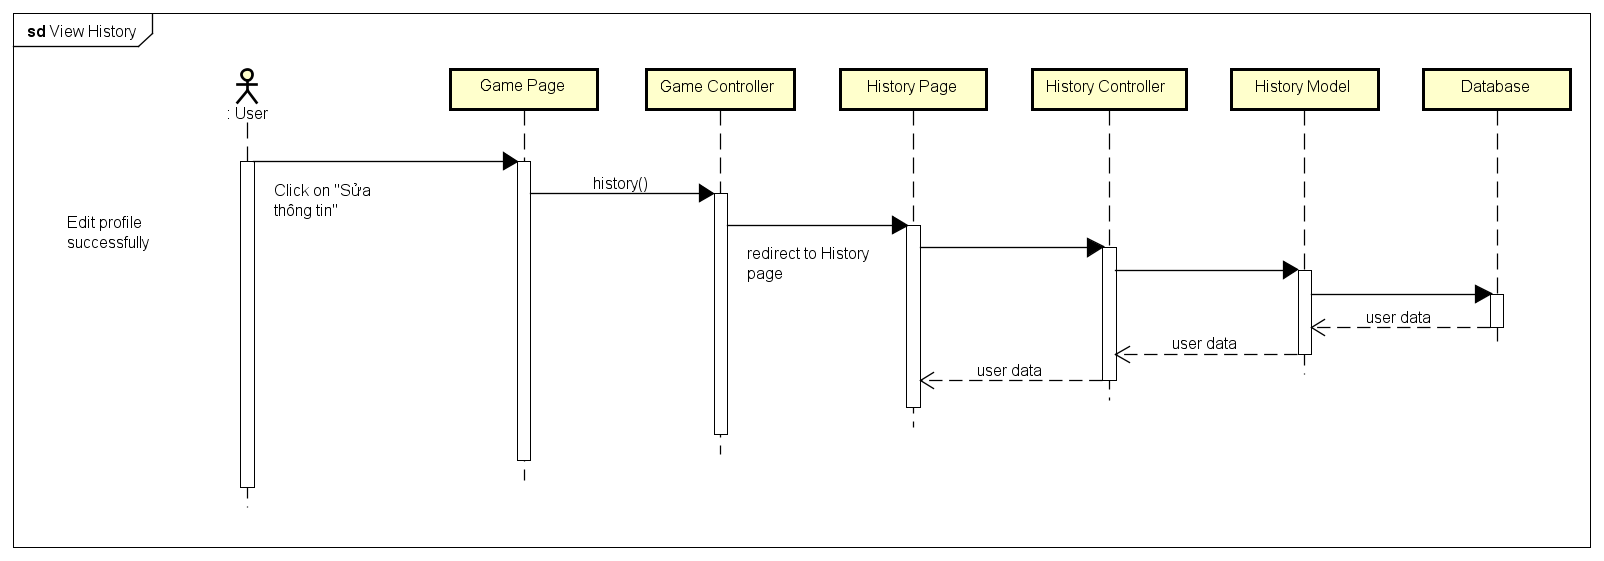 sd View History
: User
Game Page
Game Controller
History Page
History Controller
History Model
Database
Click on "Sửa
thông tin"
history()
Edit profile
successfully
redirect to History
page
user data
user data
user data